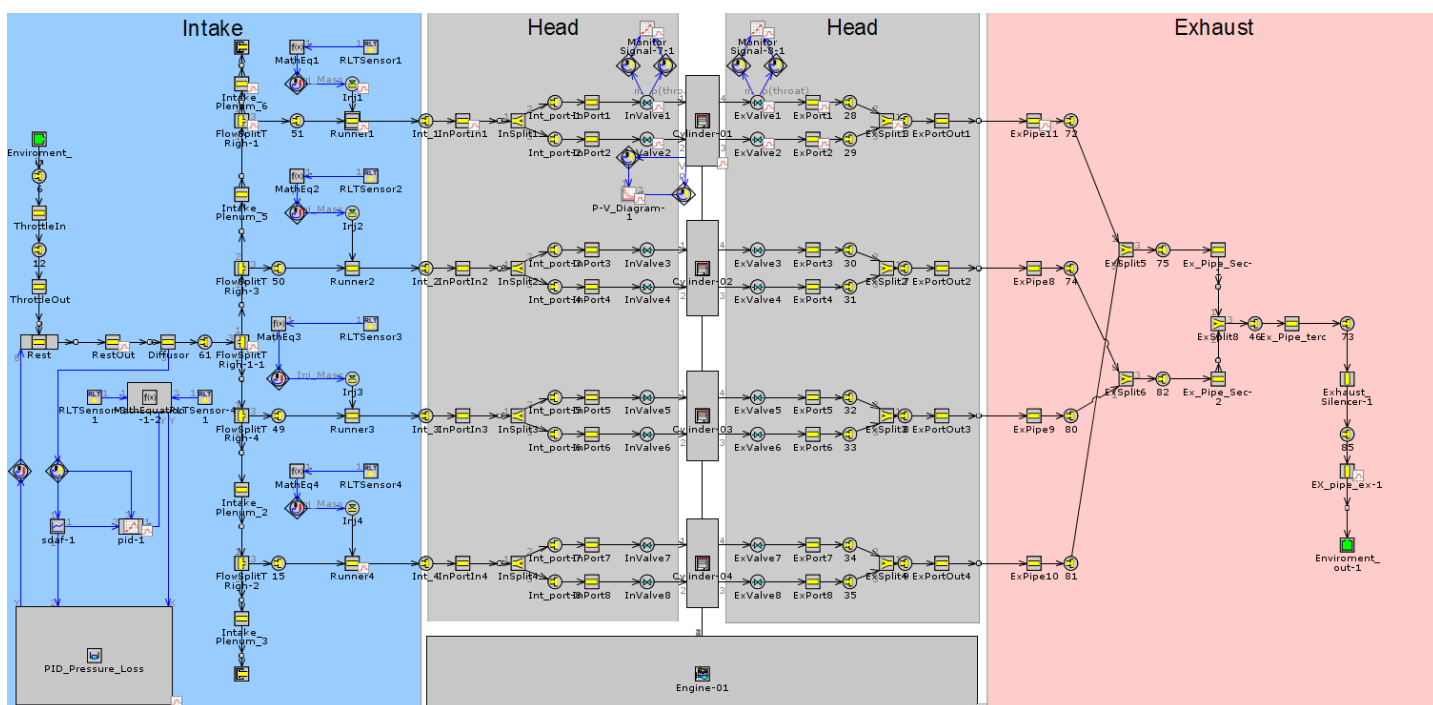 Intake
Head
Head
Exhaust
MathEq1
RLTSensor1
Inj_Mass
Inj1
Monitor
Signal-7-1
Monitor
Signal-8-1
Intake_
Plenum_6
FlowSplitT
Righ-1
51
Runner1
InPortIn1
InSplit1
InPort1
InValve1
Cylinder-01
ExValve1
ExPort1
28
ExPortOut1
ExPipe11
72
InPort2
ExValve2
ExPort2
29
P-V_Diagram-
1
Enviroment_
6
ThrottleIn
12
ThrottleOut
MathEq2
RLTSensor2
Inj2
Intake_
Plenum_5
FlowSplitT
Righ-3
50
Runner2
Int_2
InPortIn2
InSplit2
InPort3
InValve3
Cylinder-02
ExValve3
ExPort3
30
ExPortOut2
ExPipe8
74
InPort4
InValve4
ExValve4
ExPort4
31
ExSplit5
75
Ex_Pipe_Sec-
MathEq3
RLTSensor3
Inj_Mass
Inj3
Rest
RestOut
Diffusor
61
FlowSplitT
Righ-1-1
ExSplit8
46
Ex_Pipe_terc
73
ExSplit6
82
Ex_Pipe_Sec-
2
Exhaust_
Silencer-1
85
EX_pipe_ex-1
Enviroment_
out-1
FlowSplitT
Righ-4
49
Runner3
Int_3
InPortIn3
InSplit3
InPort5
InValve5
Cylinder-03
ExValve5
ExPort5
32
ExPortOut3
ExPipe9
80
InPort6
InValve6
ExValve6
ExPort6
33
MathEq4
RLTSensor4
Inj4
Intake_
Plenum_2
sdaf-1
pid-1
FlowSplitT
Righ-2
15
Runner4
Int_4
InPortIn4
InSplit4
InPort7
InValve7
Cylinder-04
ExValve7
ExPort7
34
ExPortOut4
ExPipe10
81
InPort8
InValve8
ExValve8
ExPort8
35
Intake_
Plenum_3
PID_Pressure_Loss
Engine-01